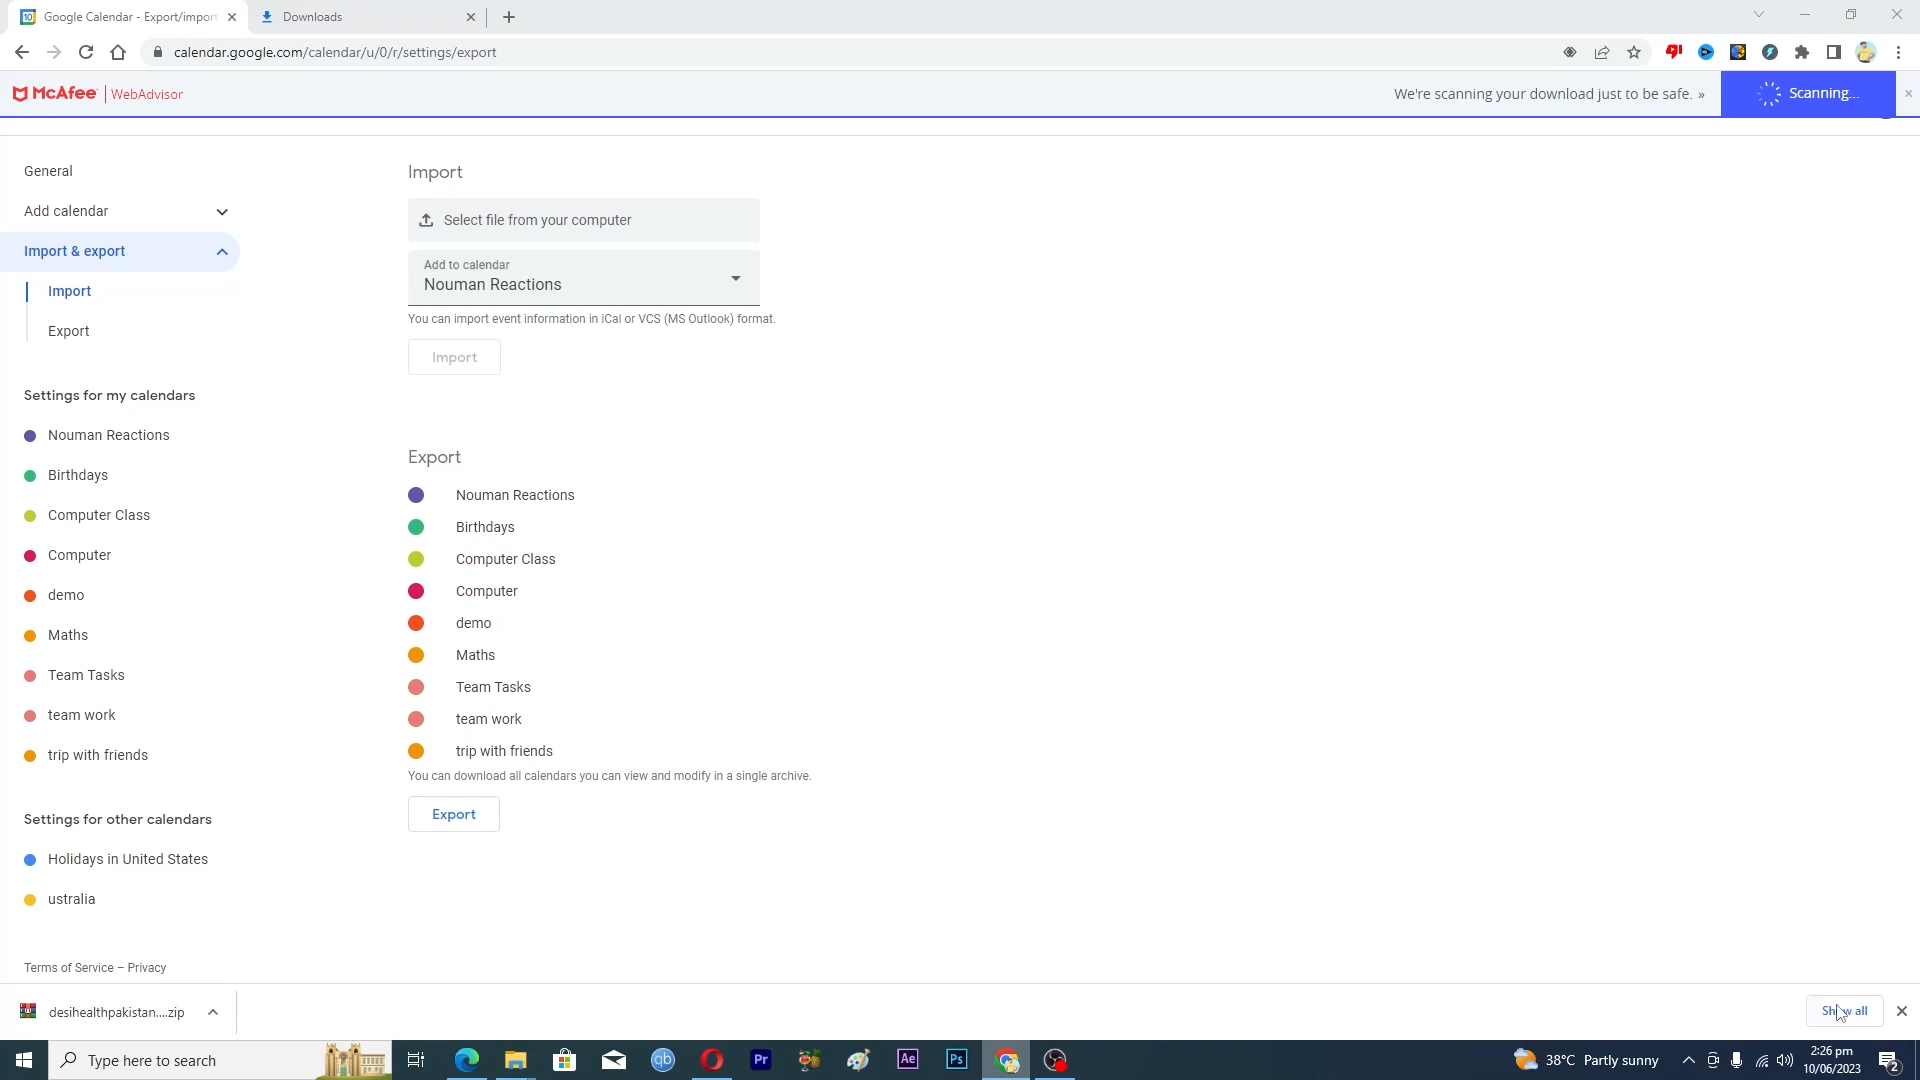 Google Calendar - Export/import
Downloads
calendar.google.com/calendar/u/0/r/settings/export
McAfee | WebAdvisor
We're scanning your download just to be safe. »
Scanning...
General
Add calendar
Import & export
Import
Export
Settings for my calendars
Nouman Reactions
Birthdays
Computer Class
Computer
demo
Maths
Team Tasks
team work
trip with friends
Settings for other calendars
Holidays in United States
ustralia
Terms of Service – Privacy
Import
Select file from your computer
Add to calendar
Nouman Reactions
You can import event information in iCal or VCS (MS Outlook) format.
Import
Export
Nouman Reactions
Birthdays
Computer Class
Computer
demo
Maths
Team Tasks
team work
trip with friends
You can download all calendars you can view and modify in a single archive.
Export
desihealthpakistan....zip
Show all
Type here to search
qb
Pr
Ae
Ps
38°C Partly sunny
2:26 pm
10/06/2023
2